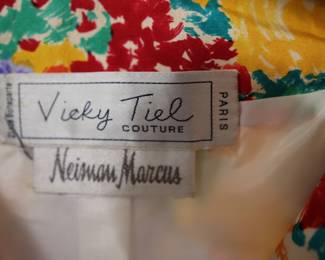 Vicky Tiel
COUTURE
PARIS
Neiman Marcus